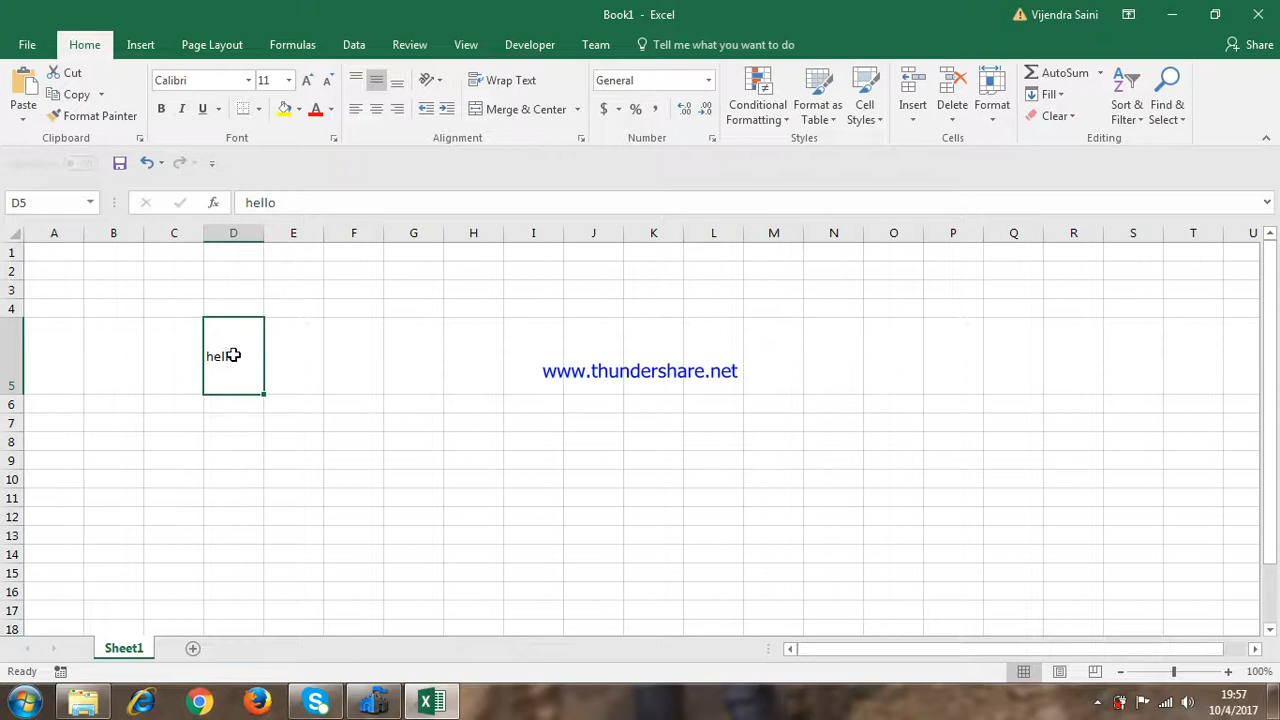 Book1 - Excel
Vijendra Saini
File Home Insert Page Layout Formulas Data Review View Developer Team Tell me what you want to do Share
Paste
Cut
Copy
Format Painter
Clipboard
Calibri 11
B I U A
Font
Wrap Text
Merge & Center
Alignment
General
$ % ,
Number
Conditional Formatting
Format as Table
Cell Styles
Styles
Insert
Delete
Format
Cells
AutoSum
Fill
Clear
Sort & Filter
Find & Select
Editing
D5 fx hello
A B C D E F G H I J K L M N O P Q R S T U
1
2
3
4
5
hello
www.thundershare.net
6
7
8
9
10
11
12
13
14
15
16
17
18
Sheet1
Ready
100%
19:57
10/4/2017